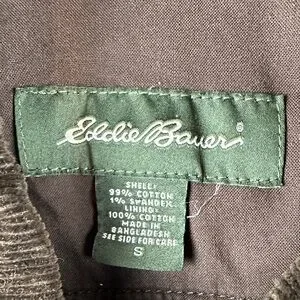 Eddie Bauer®
SHELL:
99% COTTON
1% SPANDEX
LINING:
100% COTTON
MADE IN
BANGLADESH
SEE SIDE FOR CARE
S